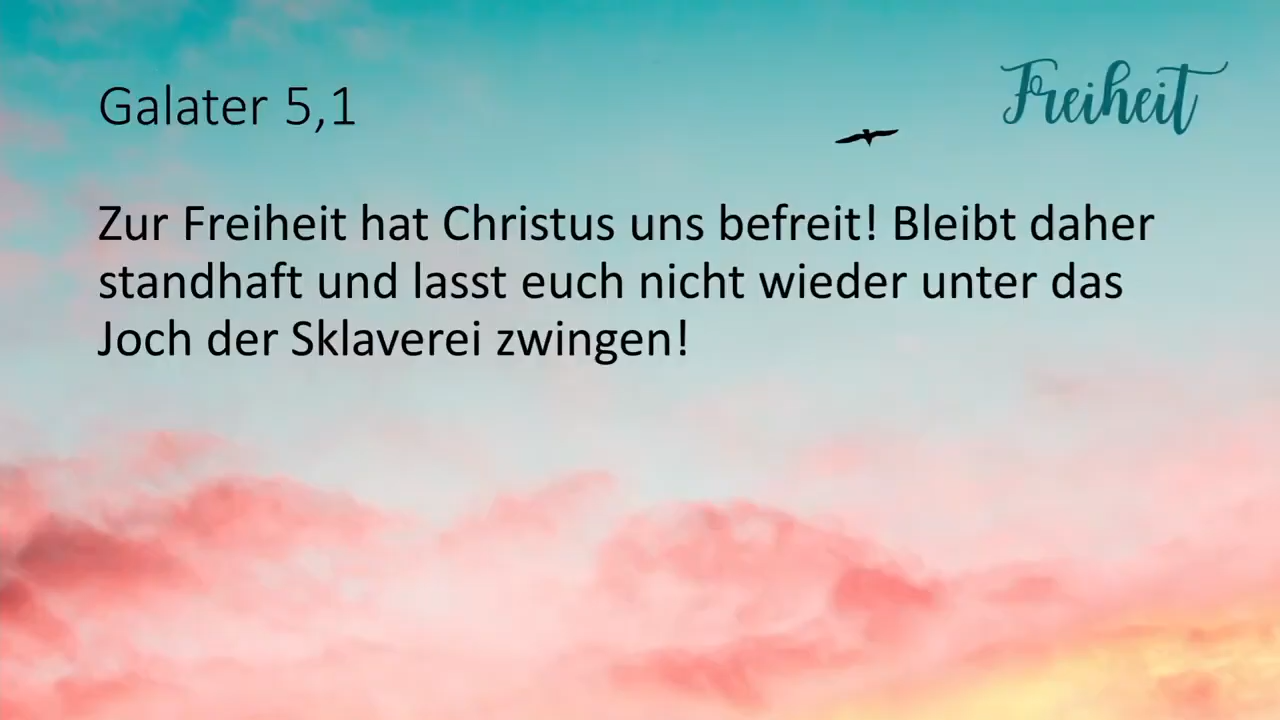 Galater 5,1
Freiheit
Zur Freiheit hat Christus uns befreit! Bleibt daher
standhaft und lasst euch nicht wieder unter das
Joch der Sklaverei zwingen!